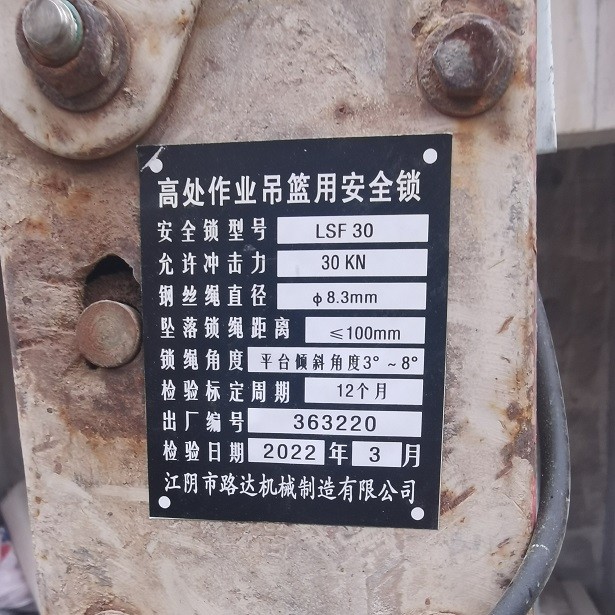 高处作业吊篮用安全锁
安全锁型号 LSF 30
允许冲击力 30 KN
钢丝绳直径 ф8.3mm
坠落锁绳距离 ≤100mm
锁绳角度 平台倾斜角度3°~8°
检验标定周期 12个月
出厂编号 363220
检验日期 2022 年 3 月
江阴市路达机械制造有限公司